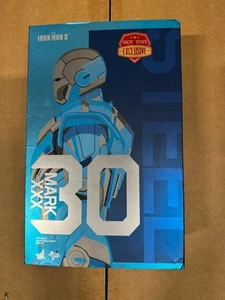 IRON MAN 3
HOT TOYS
EXCLUSIVE
STEEL
MARK
XXX
30